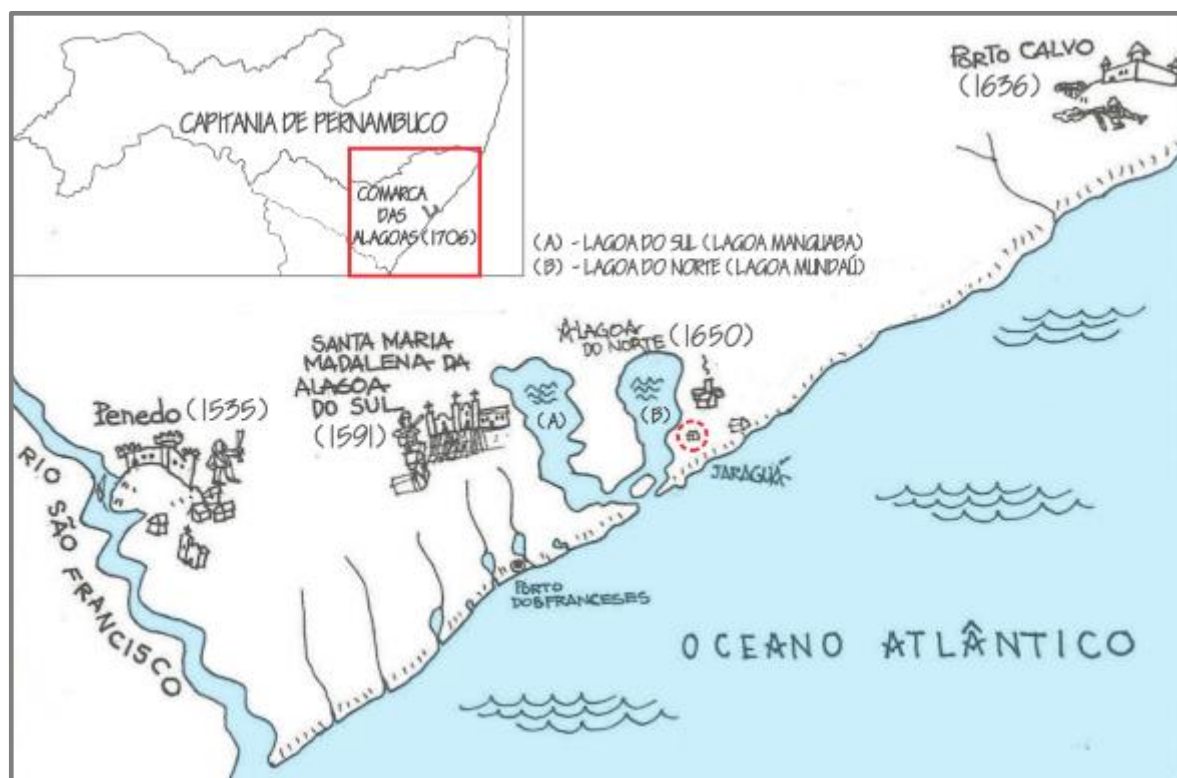 CAPITANIA DE PERNAMBUCO
COMARCA
DAS
ALAGOAS (1706)
PORTO CALVO
(1636)
(A) - LAGOA DO SUL (LAGOA MANGUABA)
(B) - LAGOA DO NORTE (LAGOA MUNDAÚ)
SANTA MARIA
MADALENA DA
ALAGOA
DO SUL
(1591)
ALAGOA
DO NORTE (1650)
Penedo (1535)
(A)
(B)
JARAGUÁ
RIO SÃO FRANCISCO
PORTO
DOS FRANCESES
OCEANO ATLÂNTICO